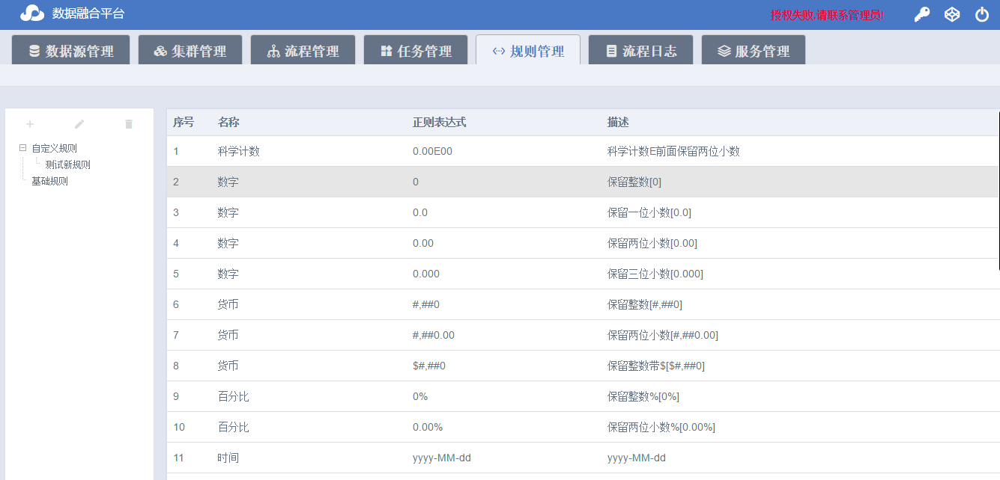 数据融合平台
授权失败,请联系管理员!
数据源管理 集群管理 流程管理 任务管理 规则管理 流程日志 服务管理
自定义规则
测试新规则
基础规则
序号 名称 正则表达式 描述
1 科学计数 0.00E00 科学计数E前面保留两位小数
2 数字 0 保留整数[0]
3 数字 0.0 保留一位小数[0.0]
4 数字 0.00 保留两位小数[0.00]
5 数字 0.000 保留三位小数[0.000]
6 货币 #,##0 保留整数[#,##0]
7 货币 #,##0.00 保留两位小数[#,##0.00]
8 货币 $#,##0 保留整数带$[$#,##0]
9 百分比 0% 保留整数%[0%]
10 百分比 0.00% 保留两位小数%[0.00%]
11 时间 yyyy-MM-dd yyyy-MM-dd